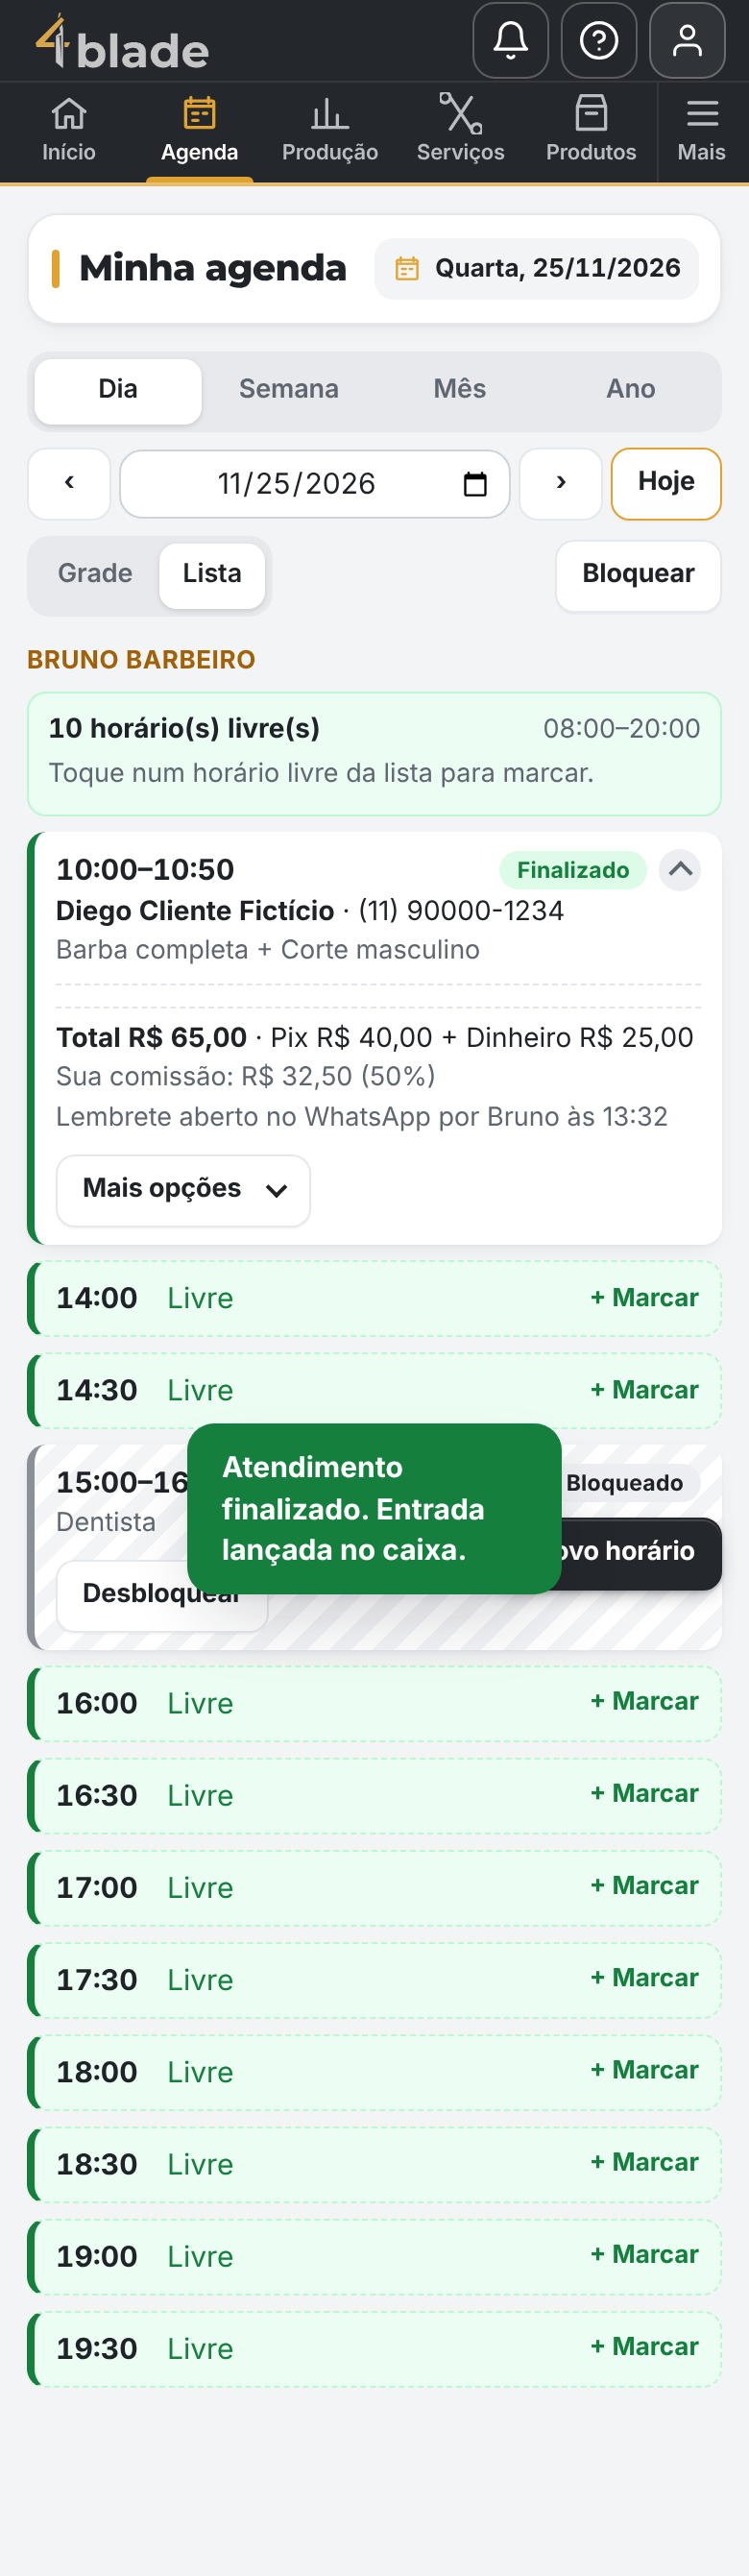 4blade
Início
Agenda
Produção
Serviços
Produtos
Mais
Minha agenda
Quarta, 25/11/2026
Dia
Semana
Mês
Ano
‹
11/25/2026
›
Hoje
Grade
Lista
Bloquear
BRUNO BARBEIRO
10 horário(s) livre(s)
08:00–20:00
Toque num horário livre da lista para marcar.
10:00–10:50
Finalizado
Diego Cliente Fictício · (11) 90000-1234
Barba completa + Corte masculino
Total R$ 65,00 · Pix R$ 40,00 + Dinheiro R$ 25,00
Sua comissão: R$ 32,50 (50%)
Lembrete aberto no WhatsApp por Bruno às 13:32
Mais opções
14:00 Livre + Marcar
14:30 Livre + Marcar
15:00–16
Bloqueado
Dentista
Atendimento
finalizado. Entrada
lançada no caixa.
horário
Desbloquear
16:00 Livre + Marcar
16:30 Livre + Marcar
17:00 Livre + Marcar
17:30 Livre + Marcar
18:00 Livre + Marcar
18:30 Livre + Marcar
19:00 Livre + Marcar
19:30 Livre + Marcar